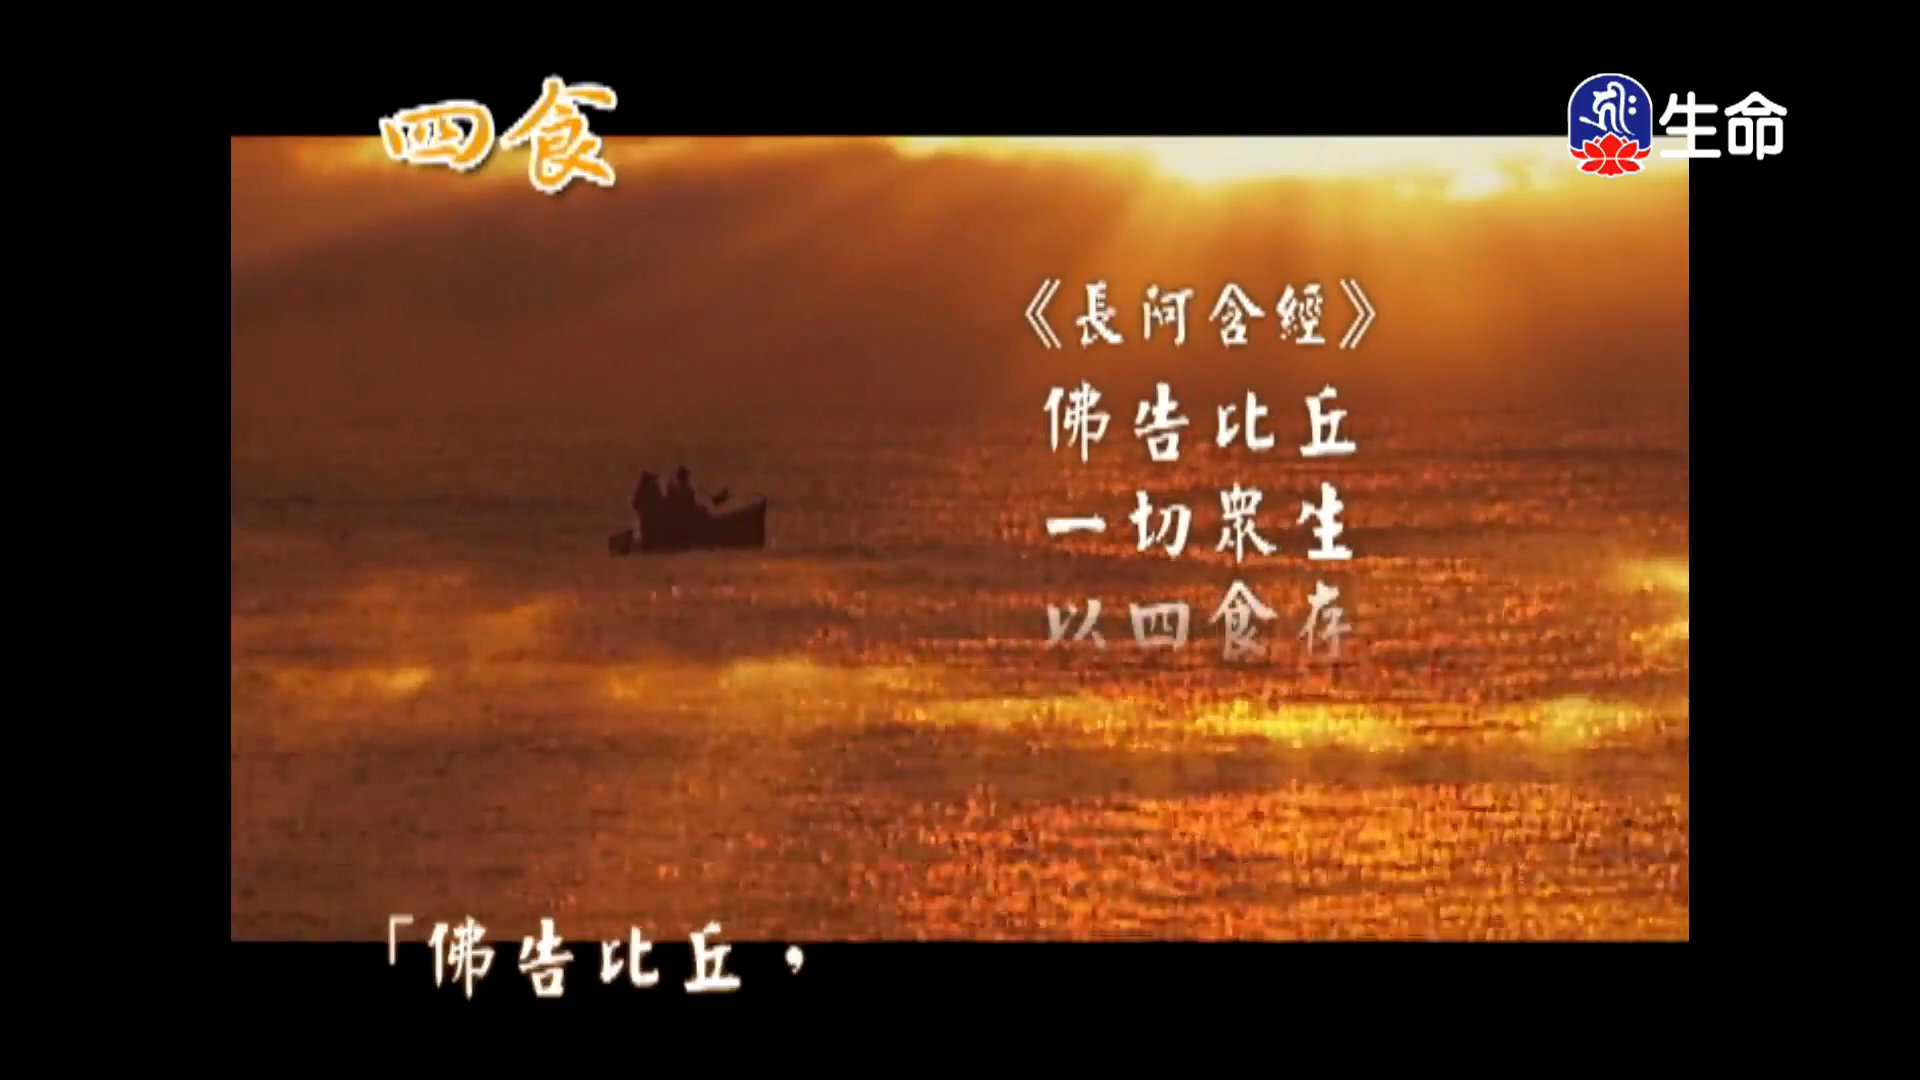 四食
生命
《長阿含經》
佛告比丘
一切眾生
以四食存
「佛告比丘，